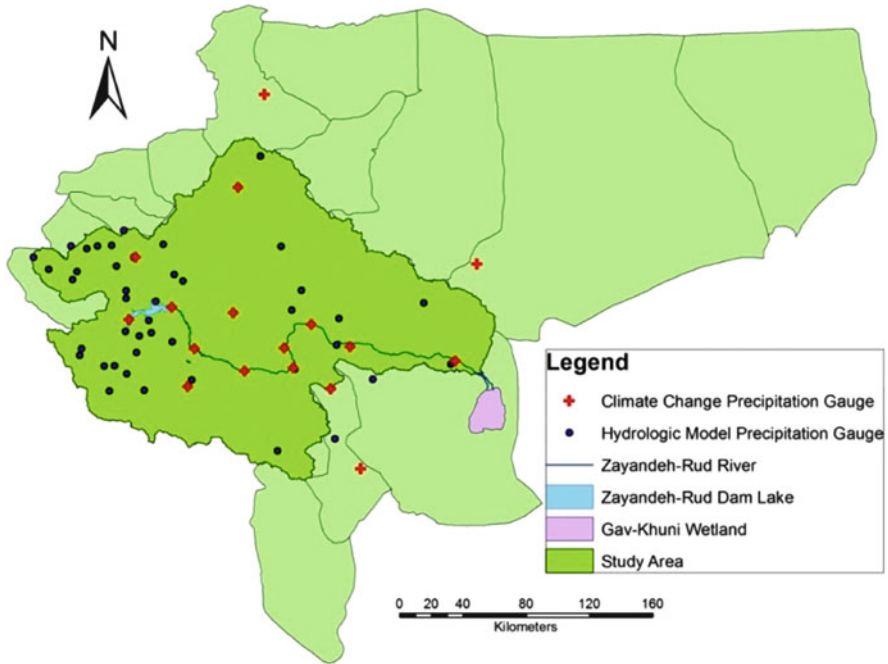 N
Legend
Climate Change Precipitation Gauge
Hydrologic Model Precipitation Gauge
Zayandeh-Rud River
Zayandeh-Rud Dam Lake
Gav-Khuni Wetland
Study Area
0 20 40 80 120 160
Kilometers